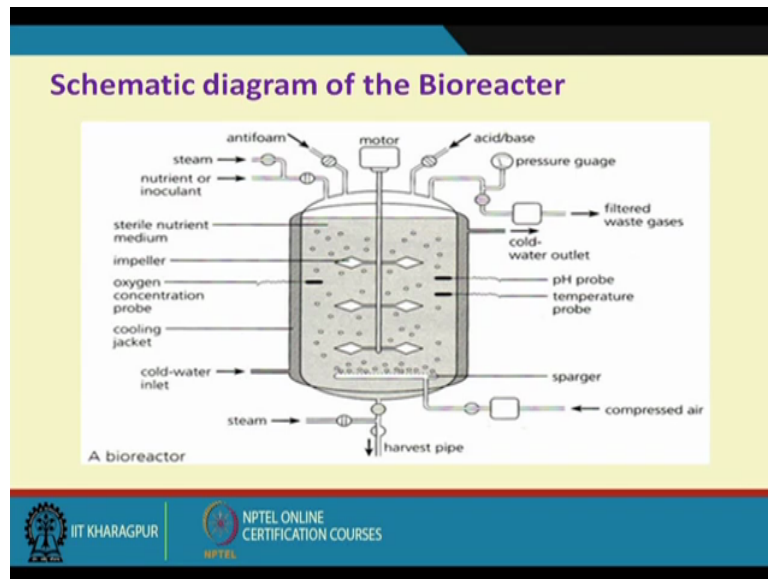 Schematic diagram of the Bioreacter
antifoam
motor
acid/base
steam
pressure guage
nutrient or
inoculant
filtered
waste gases
sterile nutrient
medium
cold-
water outlet
impeller
oxygen
concentration
probe
pH probe
temperature
probe
cooling
jacket
cold-water
inlet
sparger
steam
compressed air
harvest pipe
A bioreactor
IIT KHARAGPUR
NPTEL
NPTEL ONLINE
CERTIFICATION COURSES